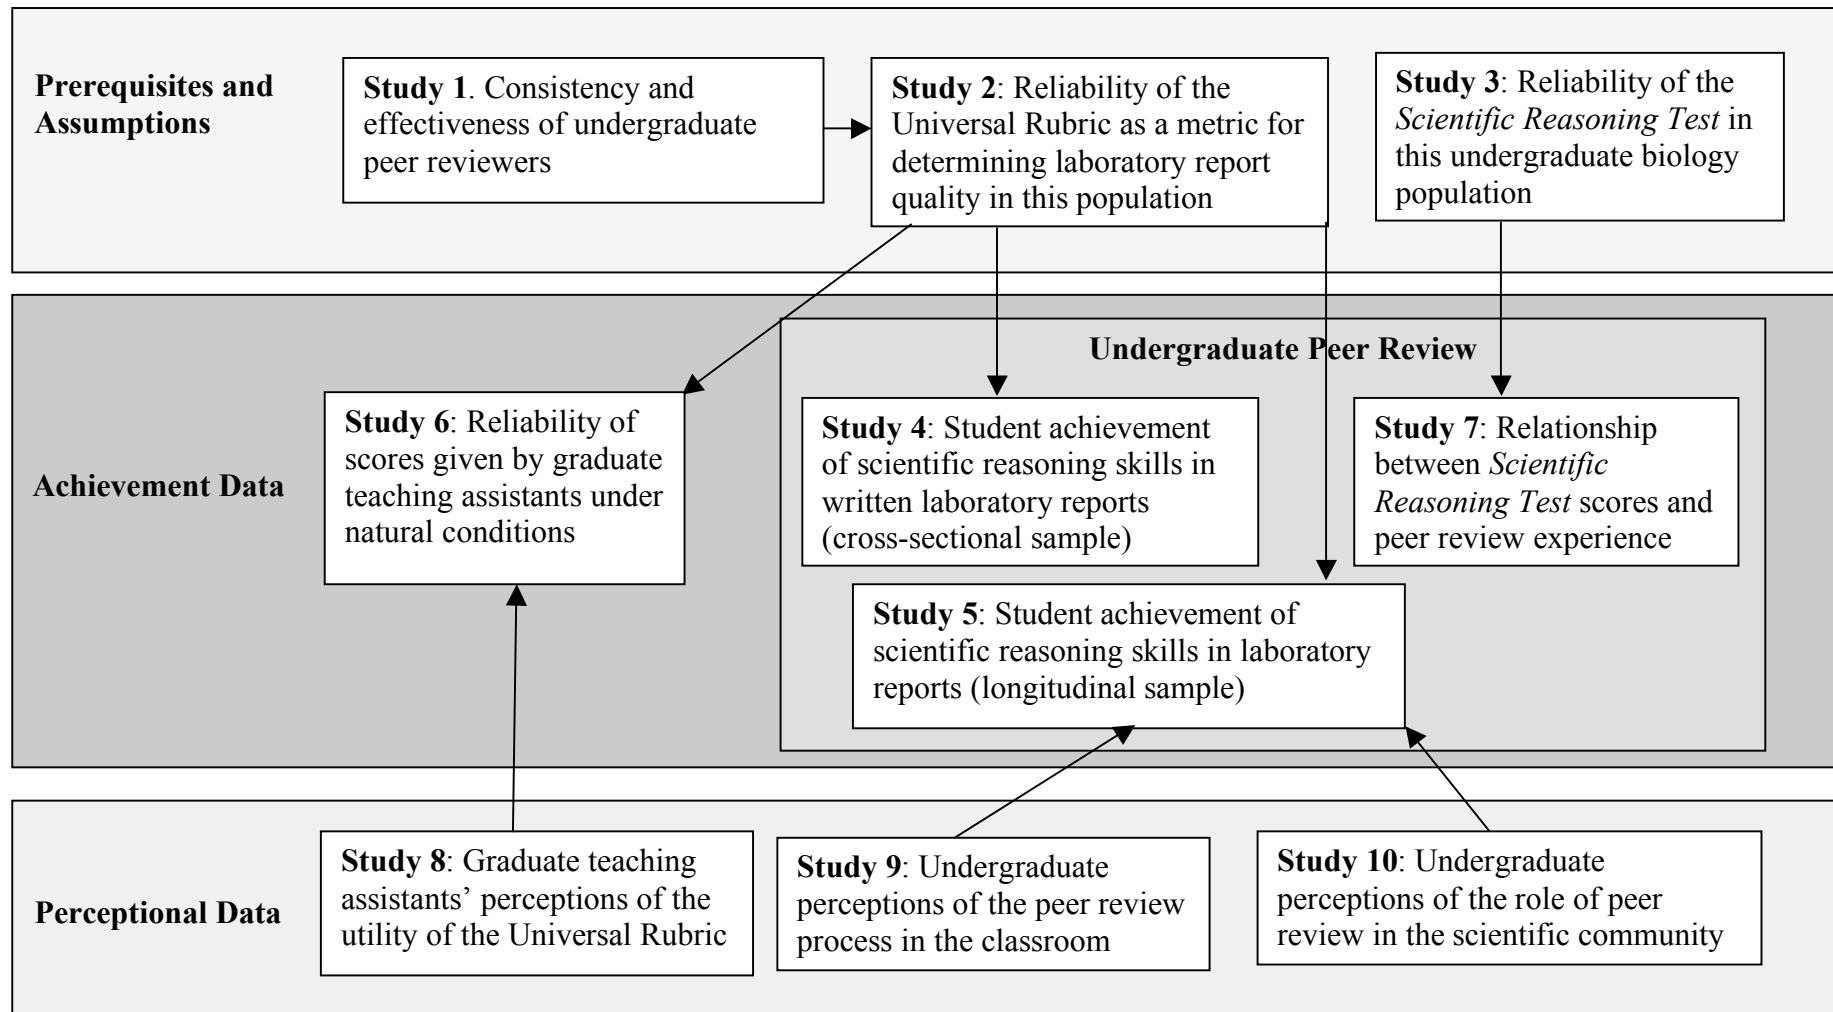 Prerequisites and
Assumptions
Study 1. Consistency and
effectiveness of undergraduate
peer reviewers
Study 2: Reliability of the
Universal Rubric as a metric for
determining laboratory report
quality in this population
Study 3: Reliability of the
Scientific Reasoning Test in
this undergraduate biology
population
Achievement Data
Undergraduate Peer Review
Study 6: Reliability of
scores given by graduate
teaching assistants under
natural conditions
Study 4: Student achievement
of scientific reasoning skills in
written laboratory reports
(cross-sectional sample)
Study 7: Relationship
between Scientific
Reasoning Test scores and
peer review experience
Study 5: Student achievement of
scientific reasoning skills in laboratory
reports (longitudinal sample)
Perceptional Data
Study 8: Graduate teaching
assistants’ perceptions of the
utility of the Universal Rubric
Study 9: Undergraduate
perceptions of the peer review
process in the classroom
Study 10: Undergraduate
perceptions of the role of peer
review in the scientific community